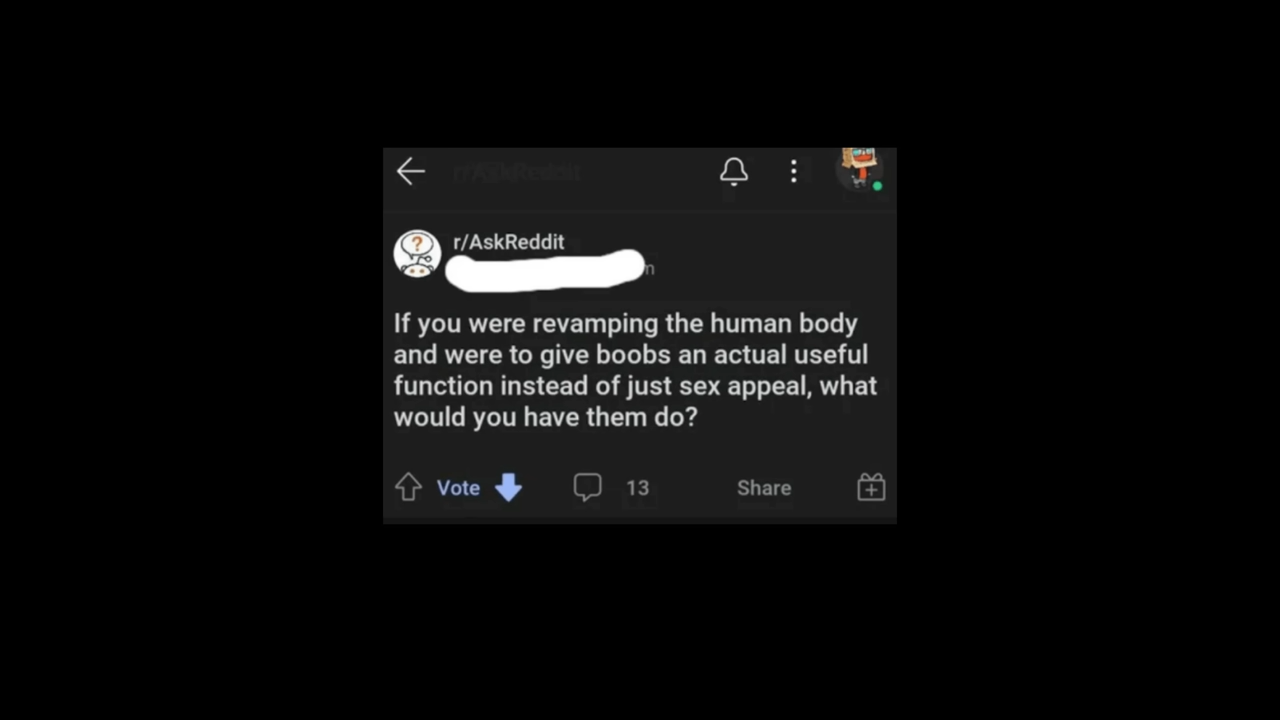 r/AskReddit
r/AskReddit
m
If you were revamping the human body
and were to give boobs an actual useful
function instead of just sex appeal, what
would you have them do?
Vote 13 Share